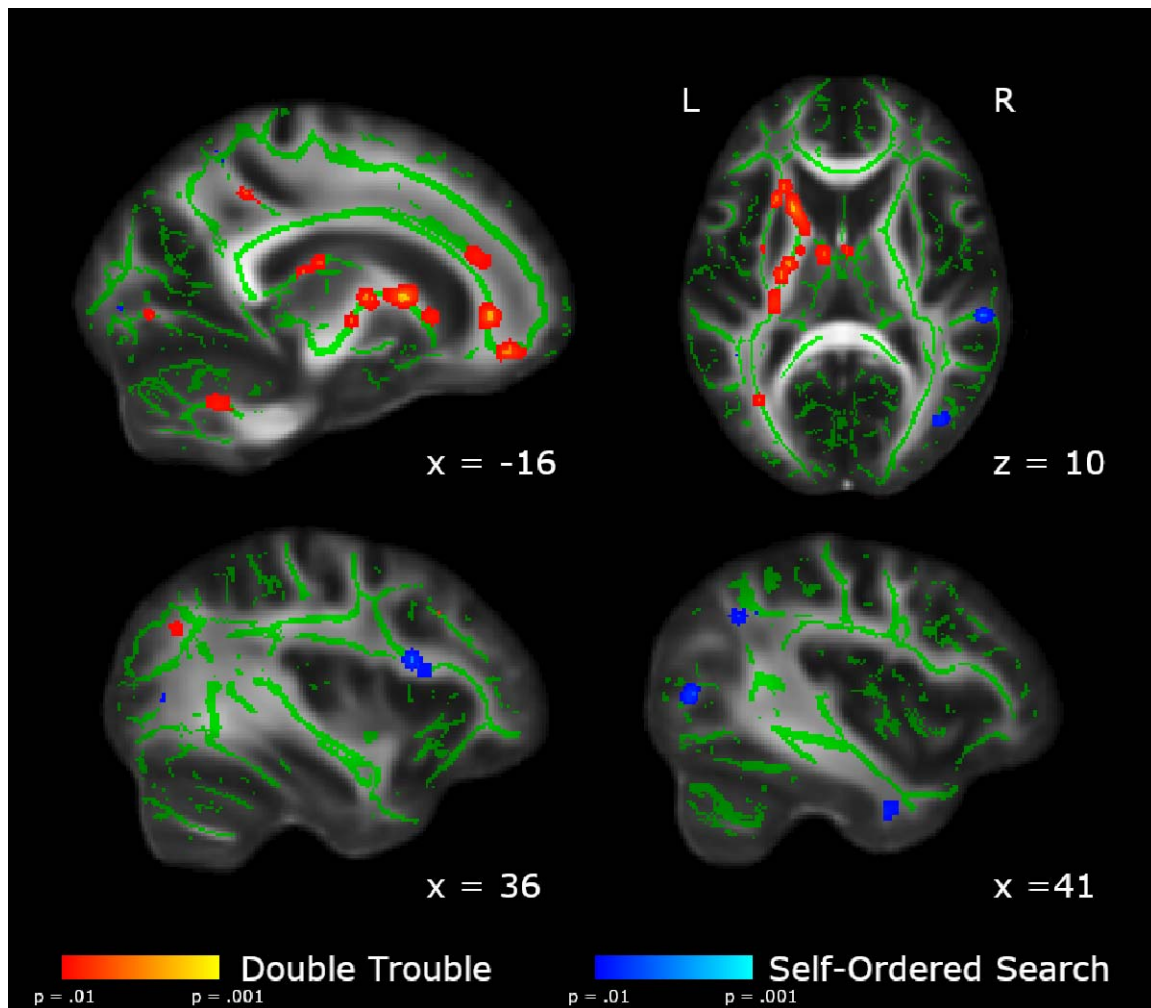 L R
x = -16
z = 10
x = 36
x =41
Double Trouble
p = .01 p = .001
Self-Ordered Search
p = .01 p = .001